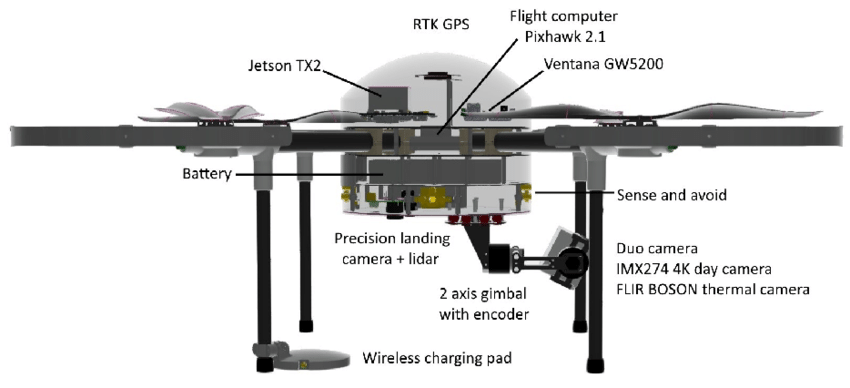 RTK GPS
Flight computer
Pixhawk 2.1
Jetson TX2
Ventana GW5200
Battery
Sense and avoid
Precision landing
camera + lidar
Duo camera
IMX274 4K day camera
FLIR BOSON thermal camera
2 axis gimbal
with encoder
Wireless charging pad